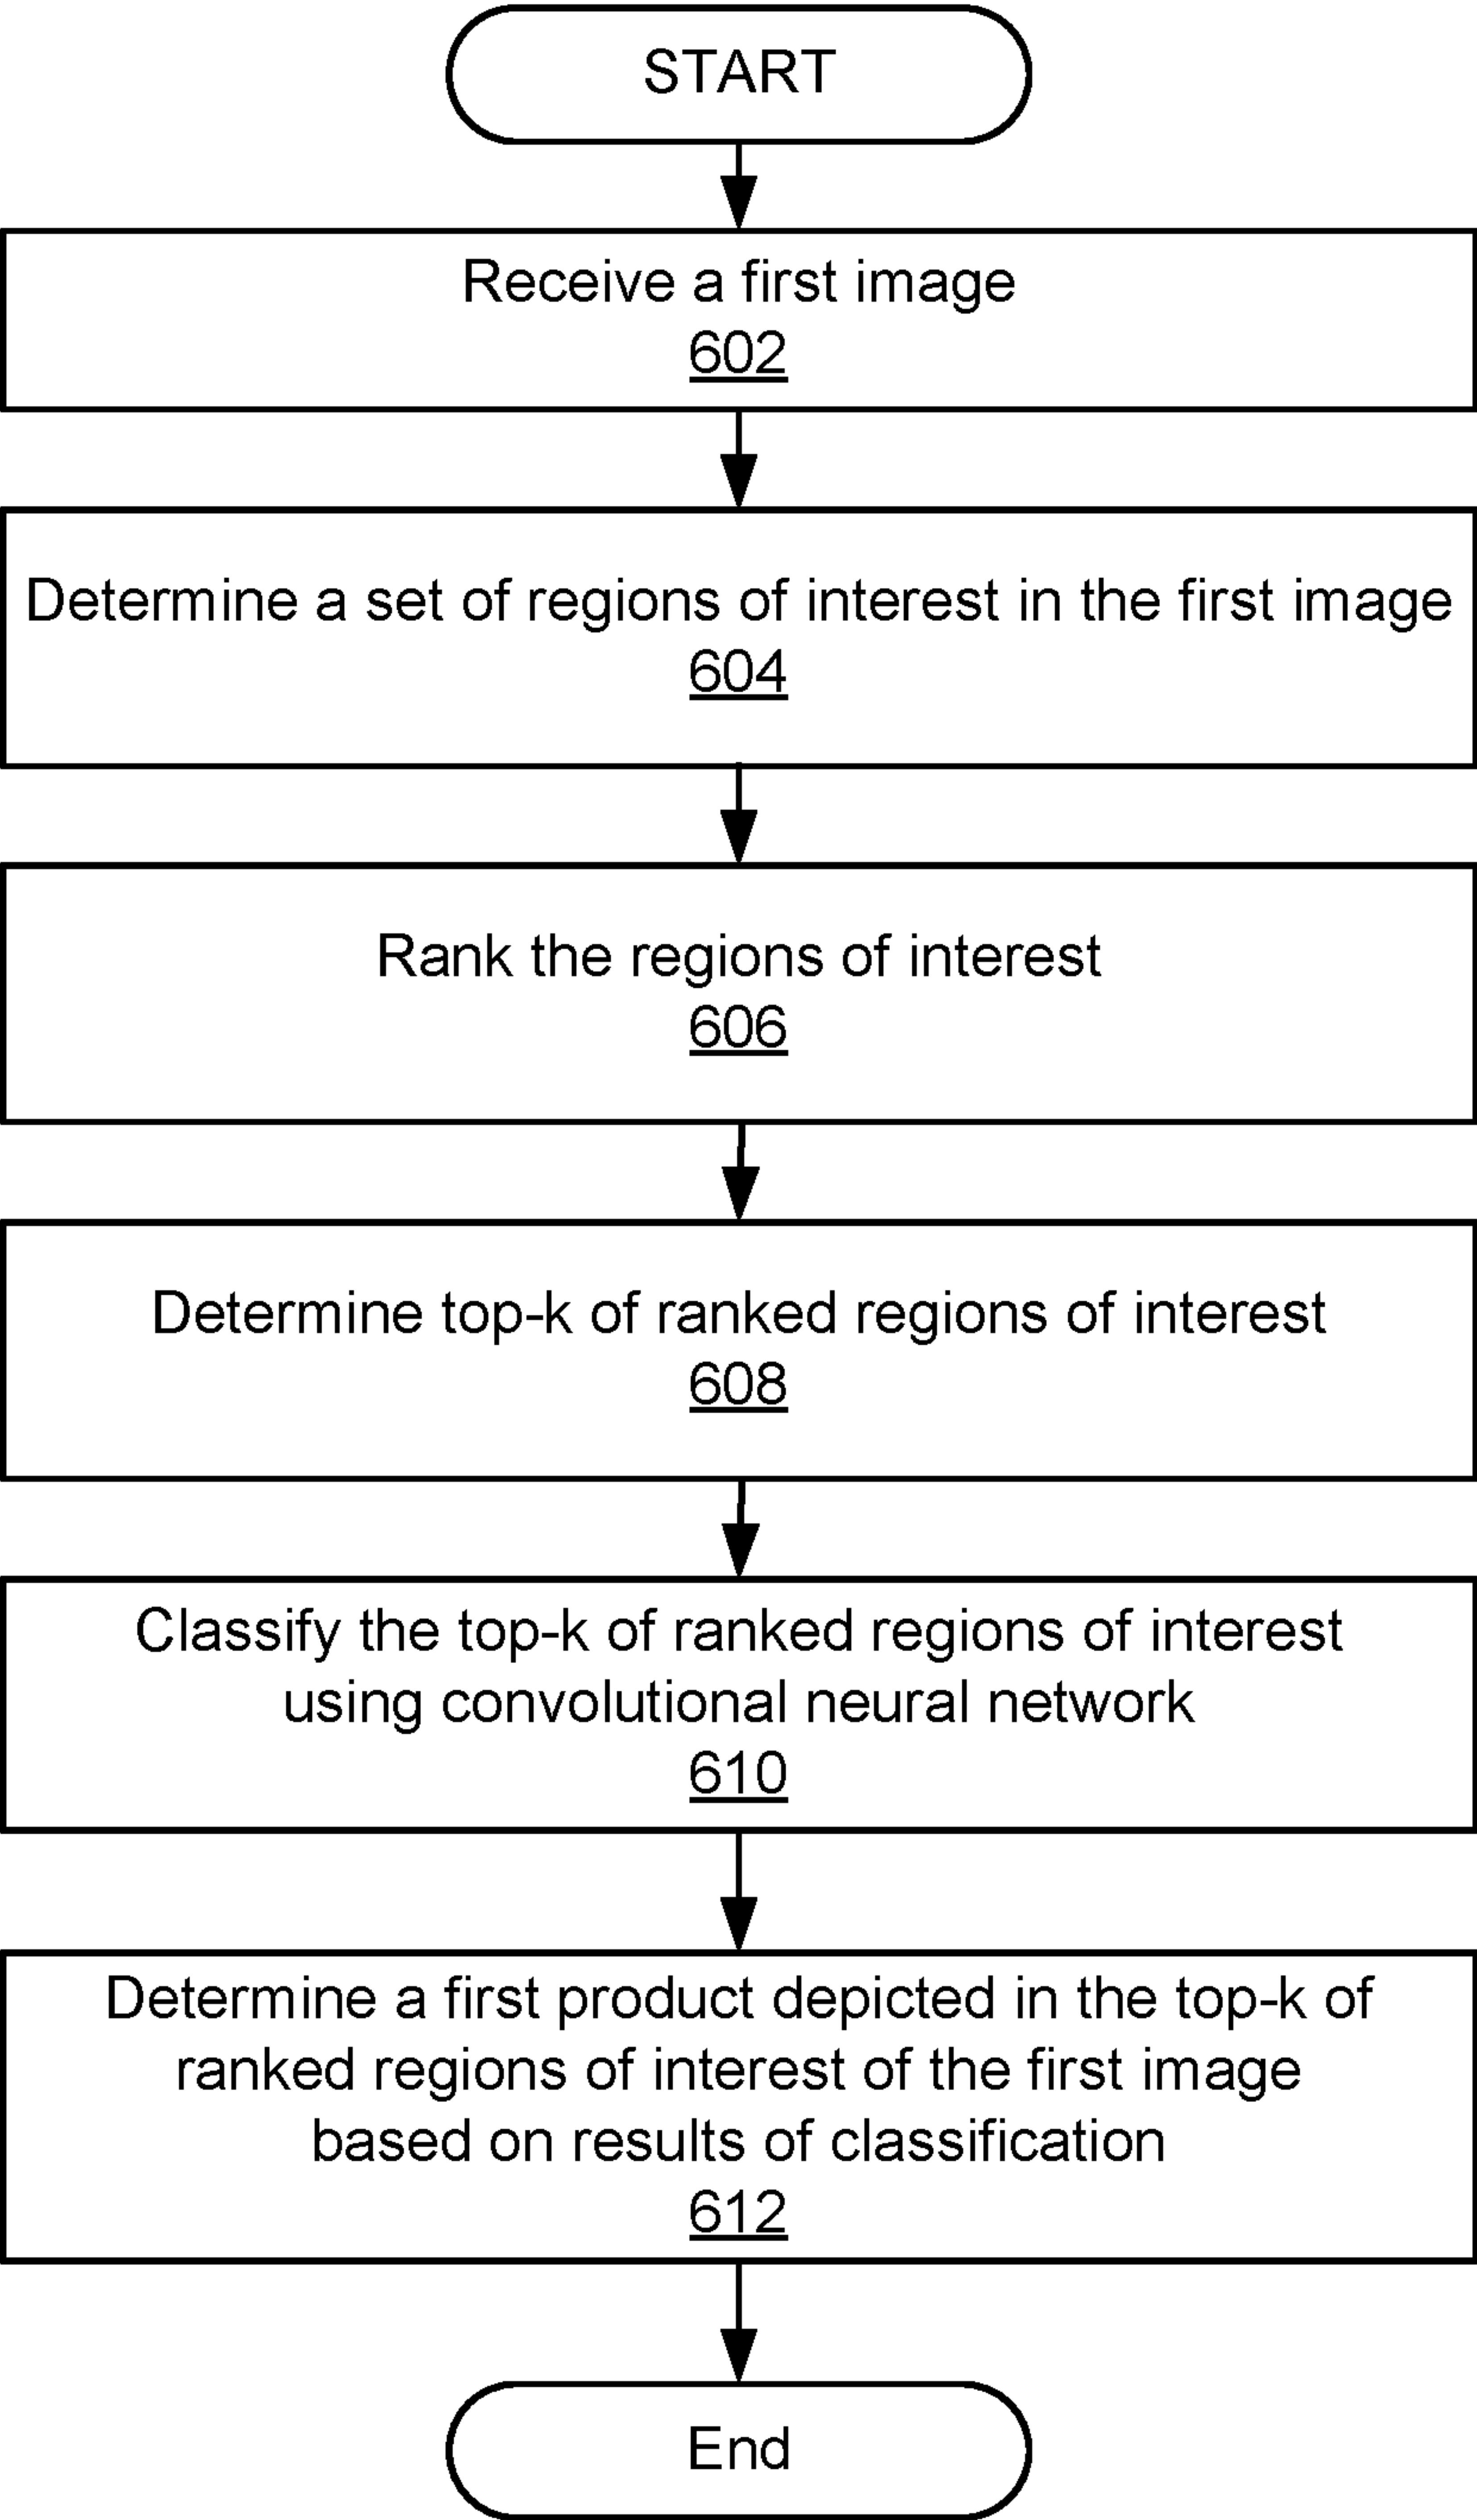 START
Receive a first image
602
Determine a set of regions of interest in the first image
604
Rank the regions of interest
606
Determine top-k of ranked regions of interest
608
Classify the top-k of ranked regions of interest
using convolutional neural network
610
Determine a first product depicted in the top-k of
ranked regions of interest of the first image
based on results of classification
612
End